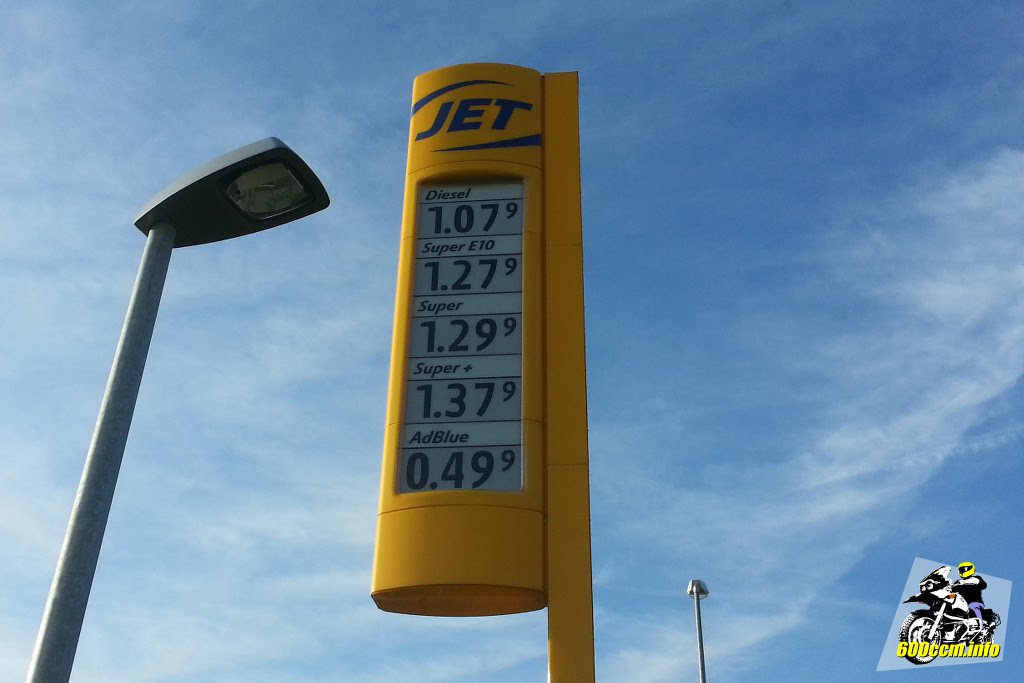 JET
Diesel
1.07⁹
Super E10
1.27⁹
Super
1.29⁹
Super +
1.37⁹
AdBlue
0.49⁹
600ccm.info